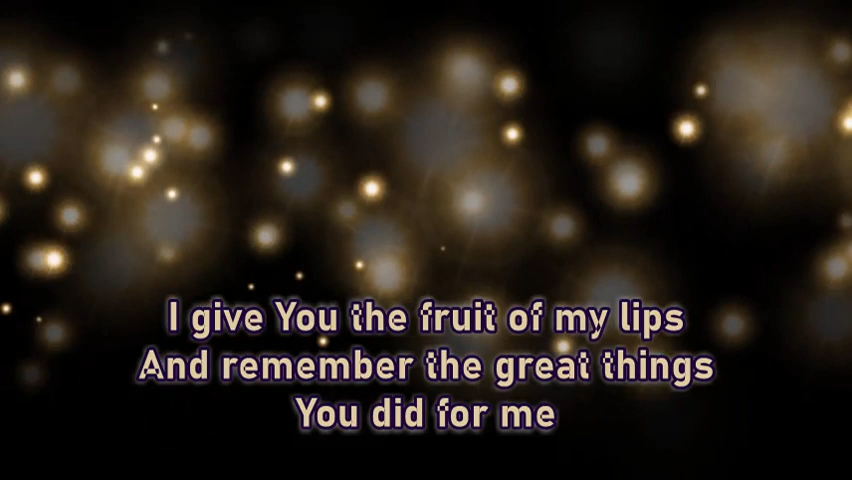 I give You the fruit of my lips
And remember the great things
You did for me